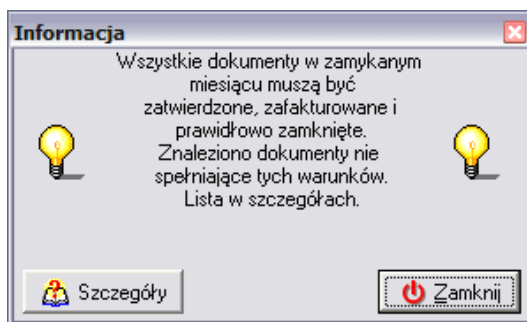 Informacja
Wszystkie dokumenty w zamykanym
miesiącu muszą być
zatwierdzone, zafakturowane i
prawidłowo zamknięte.
Znaleziono dokumenty nie
spełniające tych warunków.
Lista w szczegółach.
Szczegóły
Zamknij